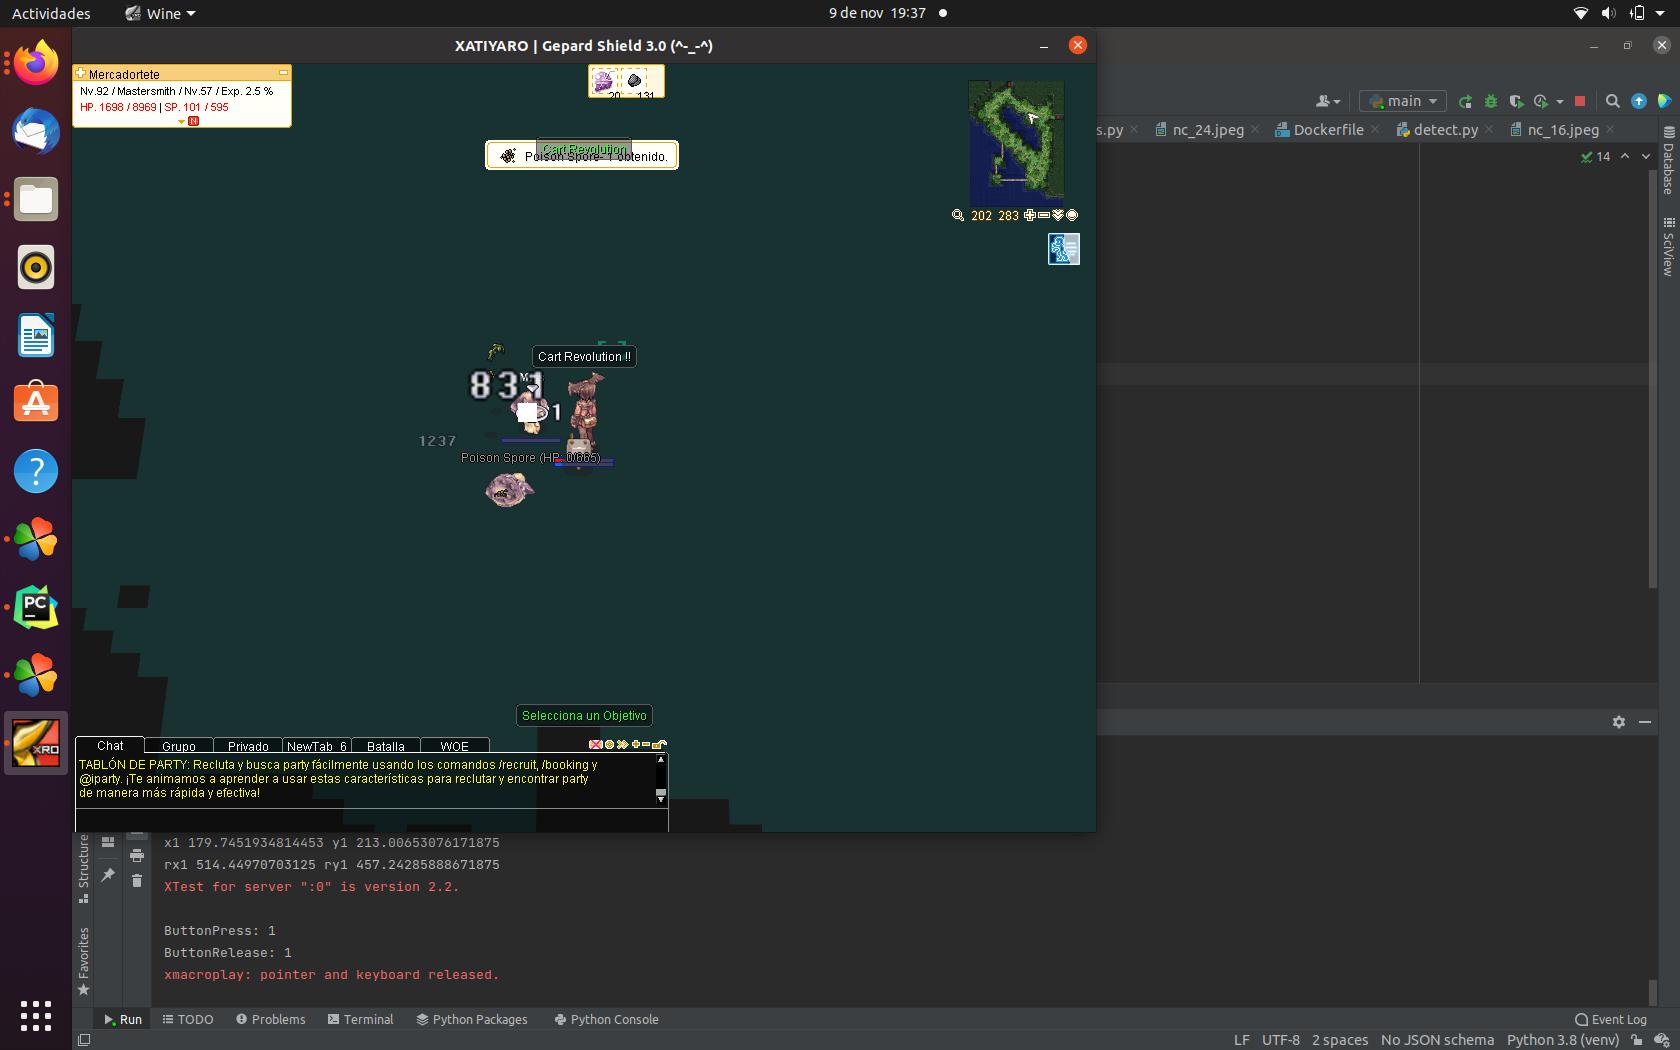 Actividades
Wine
9 de nov 19:37
XATIYARO | Gepard Shield 3.0 (^-_-^)
Mercadortete
Nv.92 / Mastersmith / Nv.57 / Exp. 2.5 %
HP. 1698 / 8969 | SP. 101 / 595
N
20 131
Cart Revolution
Poison Spore- 1 obtenido.
202 283
main
s.py
nc_24.jpeg
Dockerfile
detect.py
nc_16.jpeg
14
Database
SciView
Cart Revolution !!
831
1
1237
Poison Spore (HP: 0/665)
Selecciona un Objetivo
Chat Grupo Privado NewTab_6 Batalla WOE
TABLÓN DE PARTY: Recluta y busca party fácilmente usando los comandos /recruit, /booking y
@iparty. ¡Te animamos a aprender a usar estas características para reclutar y encontrar party
de manera más rápida y efectiva!
PC
XRO
Structure
Favorites
x1 179.7451934814453 y1 213.00653076171875
rx1 514.44970703125 ry1 457.24285888671875
XTest for server ":0" is version 2.2.
ButtonPress: 1
ButtonRelease: 1
xmacroplay: pointer and keyboard released.
Run
TODO
Problems
Terminal
Python Packages
Python Console
Event Log
LF UTF-8 2 spaces No JSON schema Python 3.8 (venv)